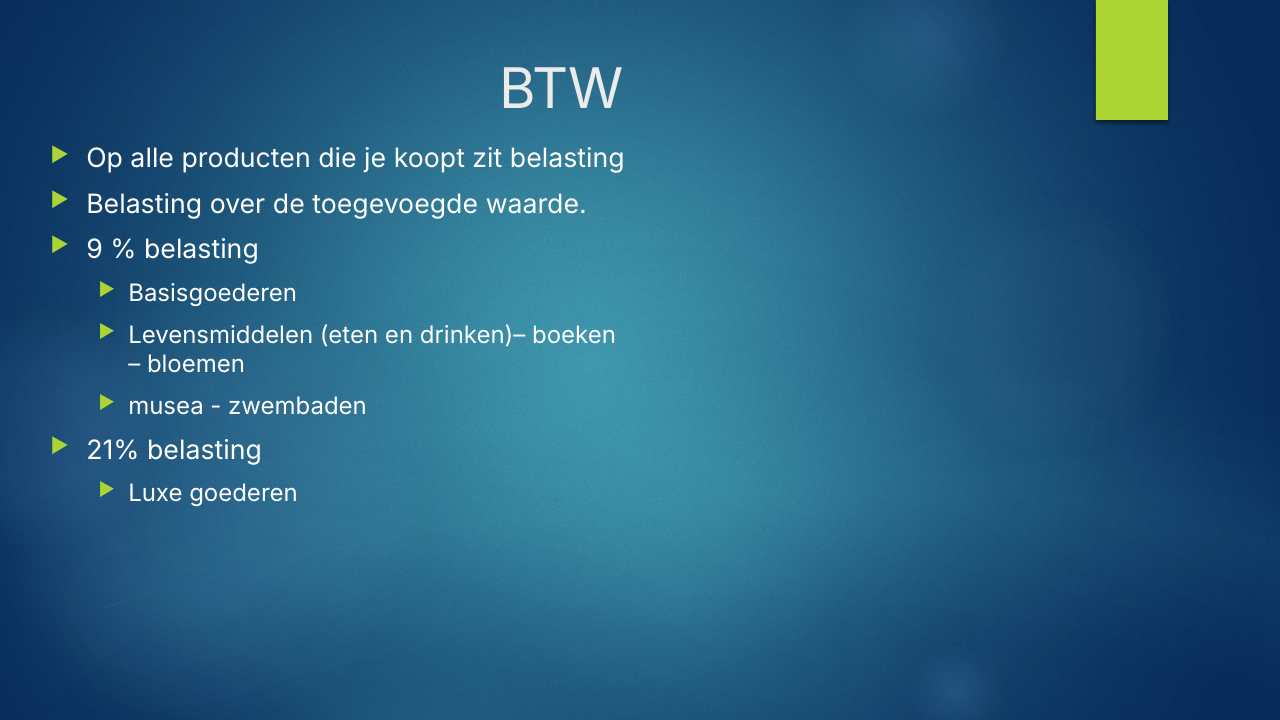 BTW
Op alle producten die je koopt zit belasting
Belasting over de toegevoegde waarde.
9 % belasting
Basisgoederen
Levensmiddelen (eten en drinken)– boeken
– bloemen
musea - zwembaden
21% belasting
Luxe goederen